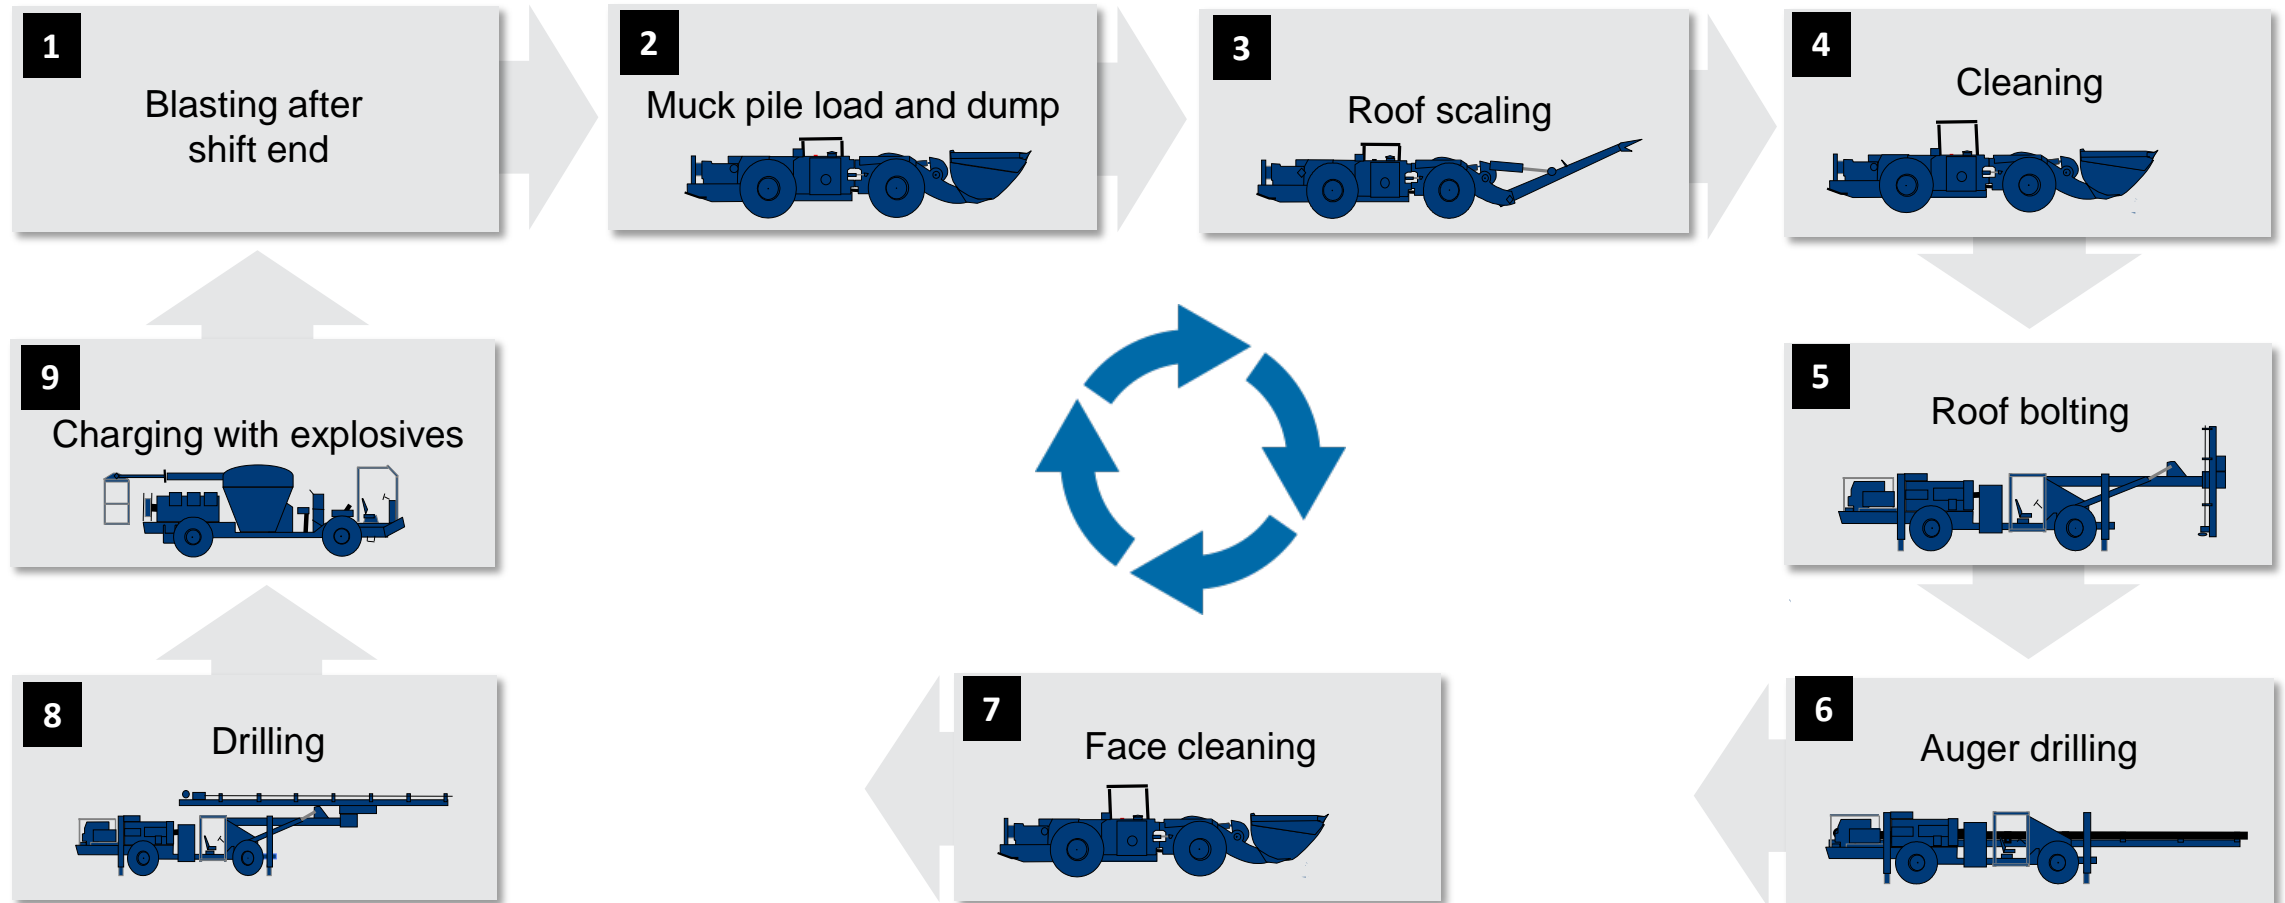 1
Blasting after
shift end
2
Muck pile load and dump
3
Roof scaling
4
Cleaning
5
Roof bolting
6
Auger drilling
7
Face cleaning
8
Drilling
9
Charging with explosives